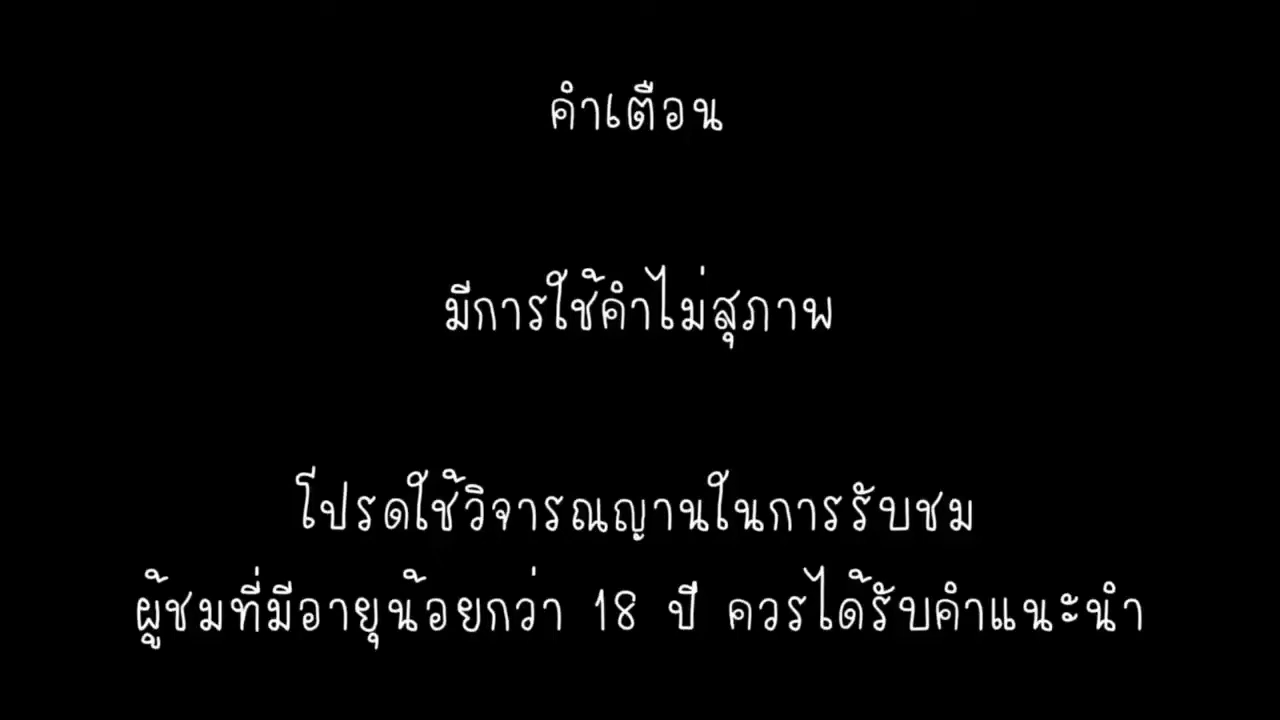 คำเตือน
มีการใช้คำไม่สุภาพ
โปรดใช้วิจารณญานในการรับชม
ผู้ชมที่มีอายุน้อยกว่า 18 ปี ควรได้รับคำแนะนำ